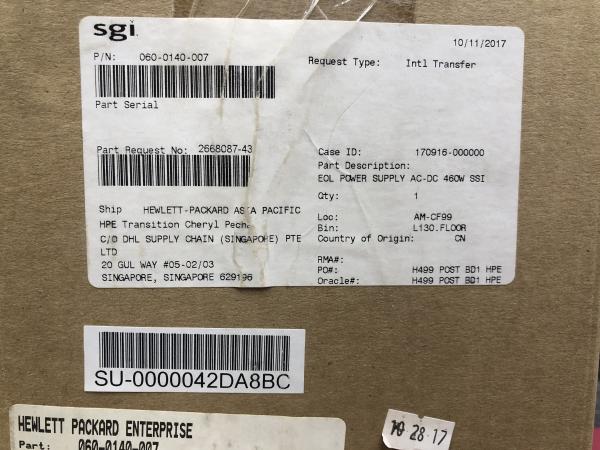 sgi
10/11/2017
P/N: 060-0140-007
Request Type: Intl Transfer
Part Serial
Part Request No: 2668087-43
Case ID: 170916-000000
Part Description:
EOL POWER SUPPLY AC-DC 460W SSI
Qty: 1
Ship HEWLETT-PACKARD ASIA PACIFIC
HPE Transition Cheryl
C/O DHL SUPPLY CHAIN (SINGAPORE) PTE
LTD
20 GUL WAY #05-02/03
SINGAPORE, SINGAPORE 629196
Loc: AM-CF99
Bin: L130.FLOOR
Country of Origin: CN
RMA#:
PO#: H499 POST BD1 HPE
Oracle#: H499 POST BD1 HPE
SU-0000042DA8BC
HEWLETT PACKARD ENTERPRISE
Part: 060-0140-007
10 28 17